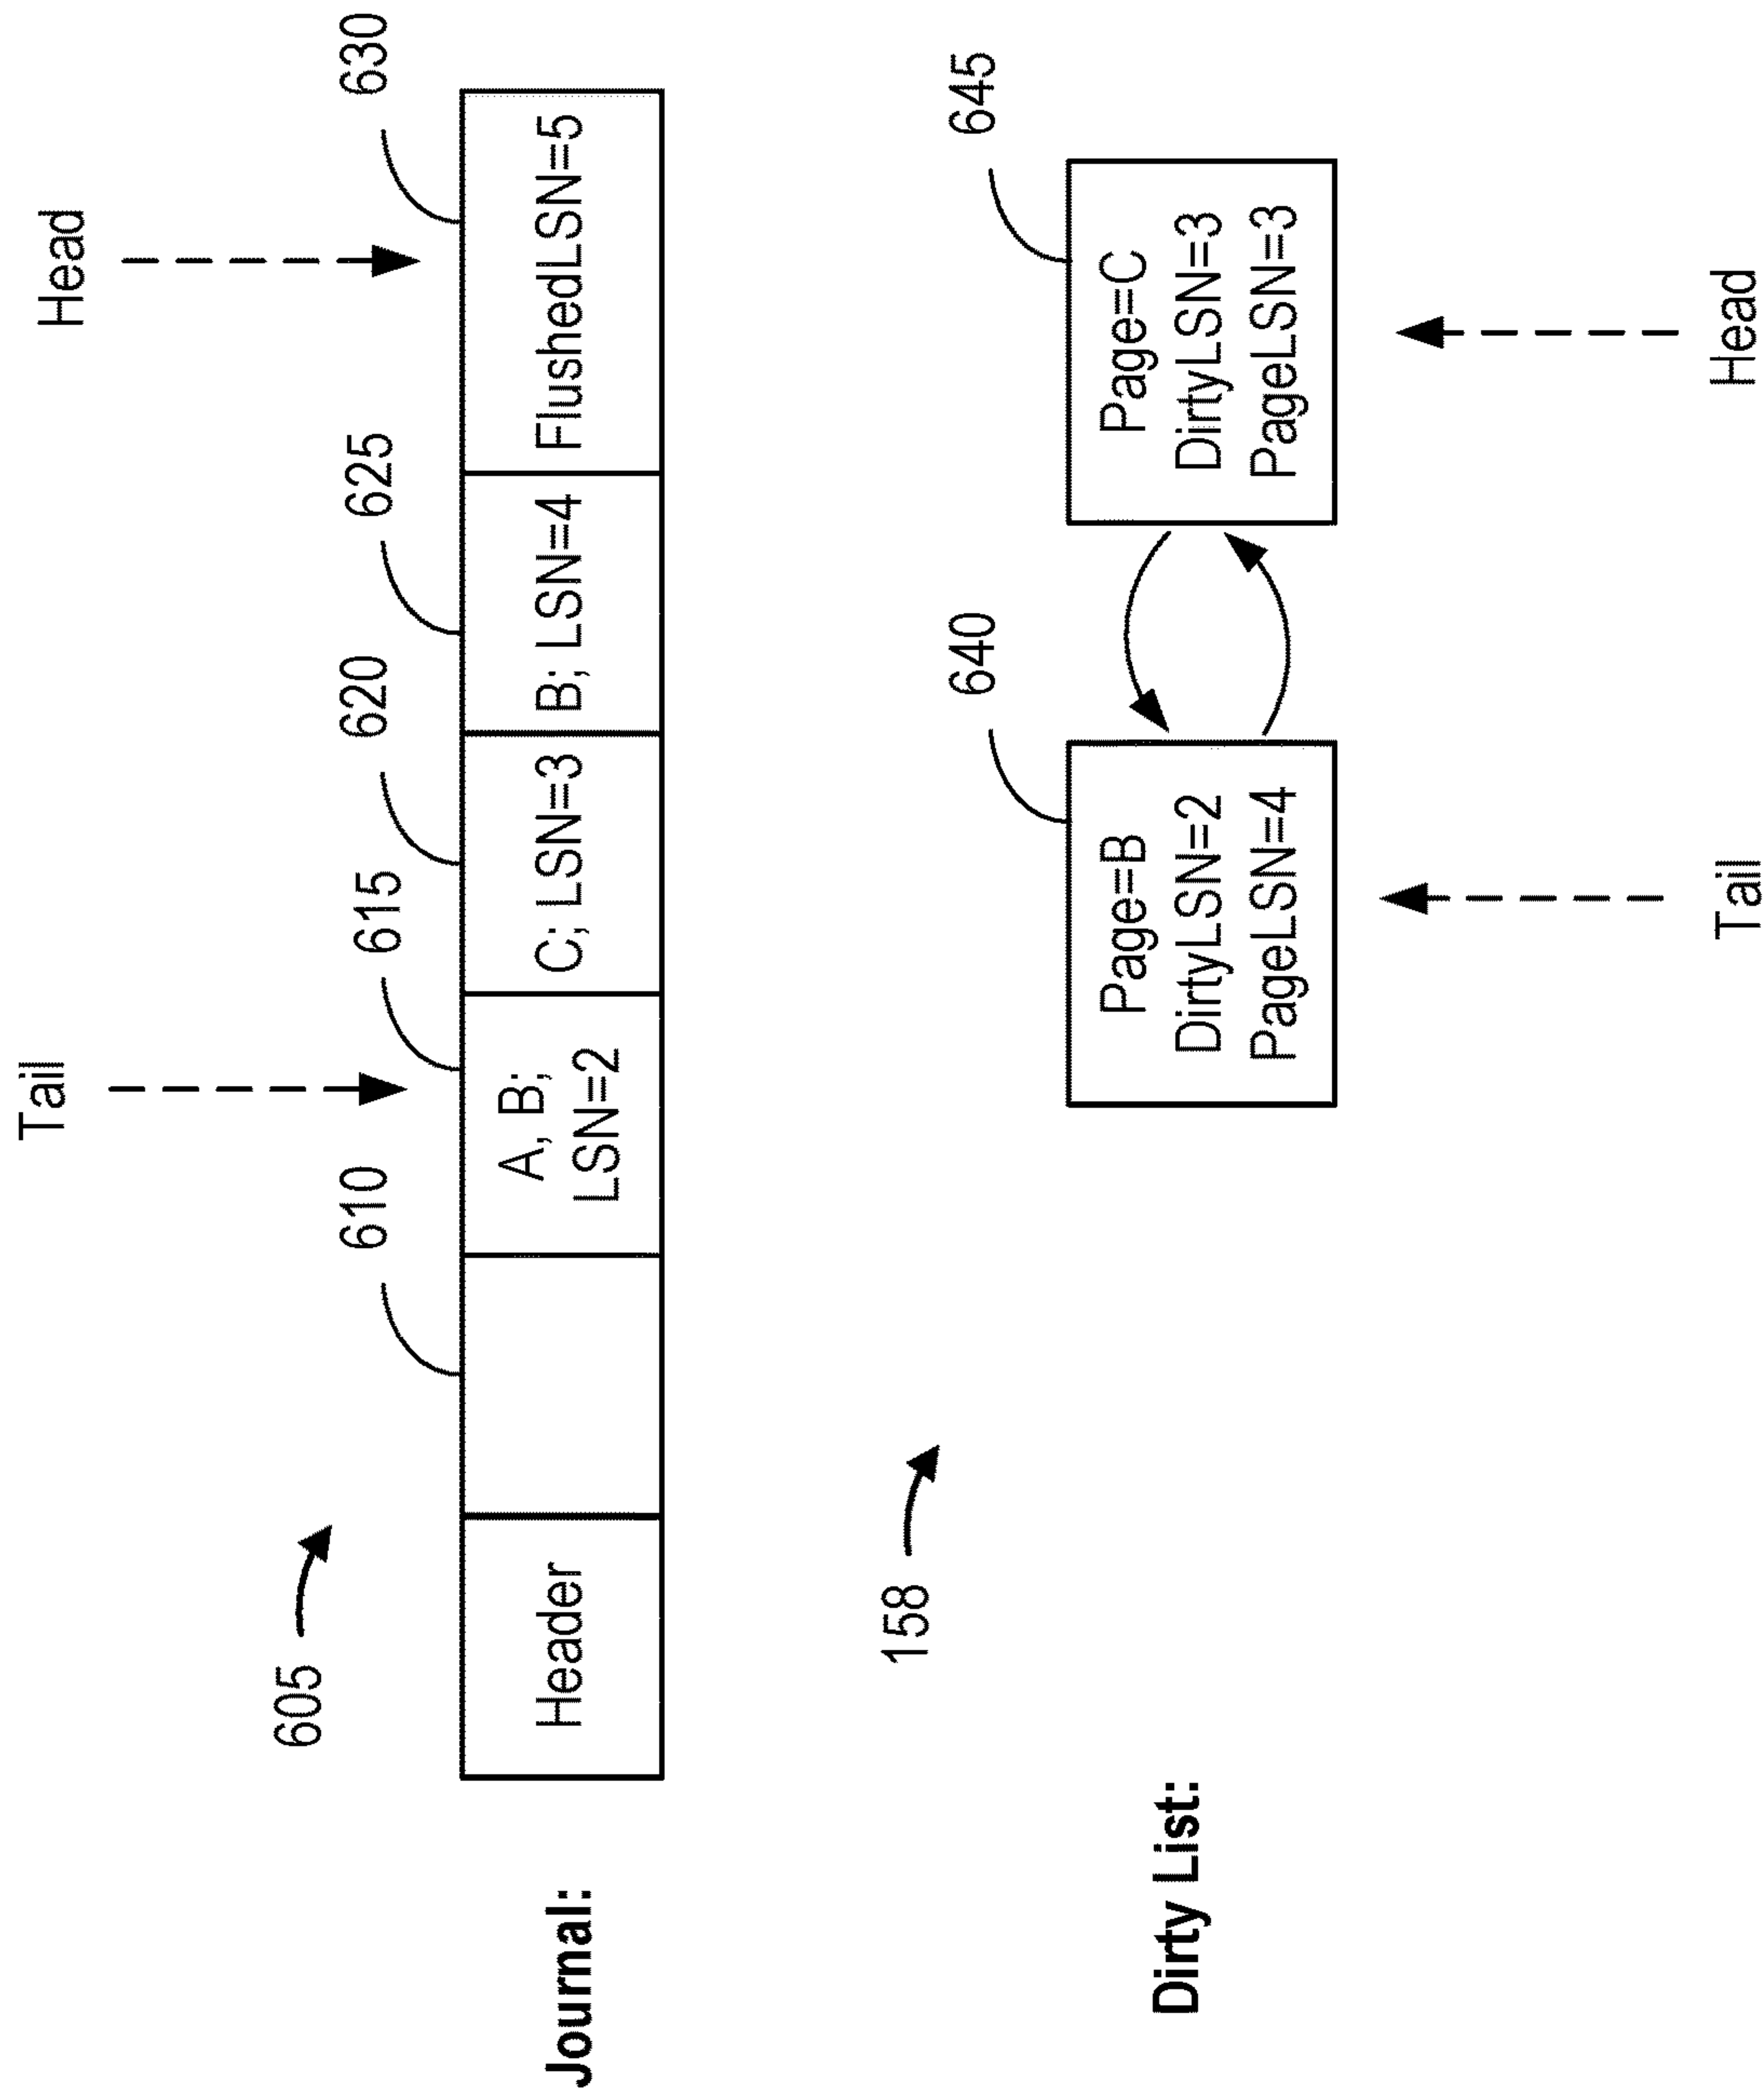 Tail
Head
605
610
615
620
625
630
Journal:
Header
A, B;
LSN=2
C; LSN=3
B; LSN=4
FlushedLSN=5
158
640
645
Dirty List:
Page=B
DirtyLSN=2
PageLSN=4
Page=C
DirtyLSN=3
PageLSN=3
Tail
Head